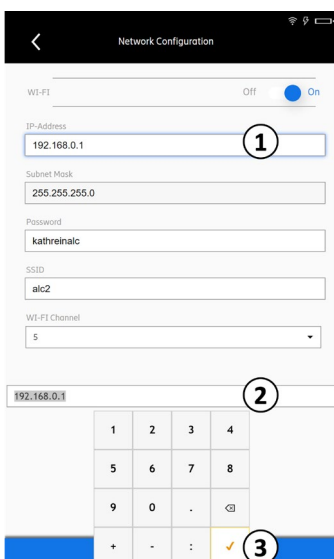 Network Configuration
WI-FI Off On
IP-Address
192.168.0.1
1
Subnet Mask
255.255.255.0
Password
kathreinalc
SSID
alc2
WI-FI Channel
5
192.168.0.1
2
1 2 3 4
5 6 7 8
9 0 .
+ - :
3